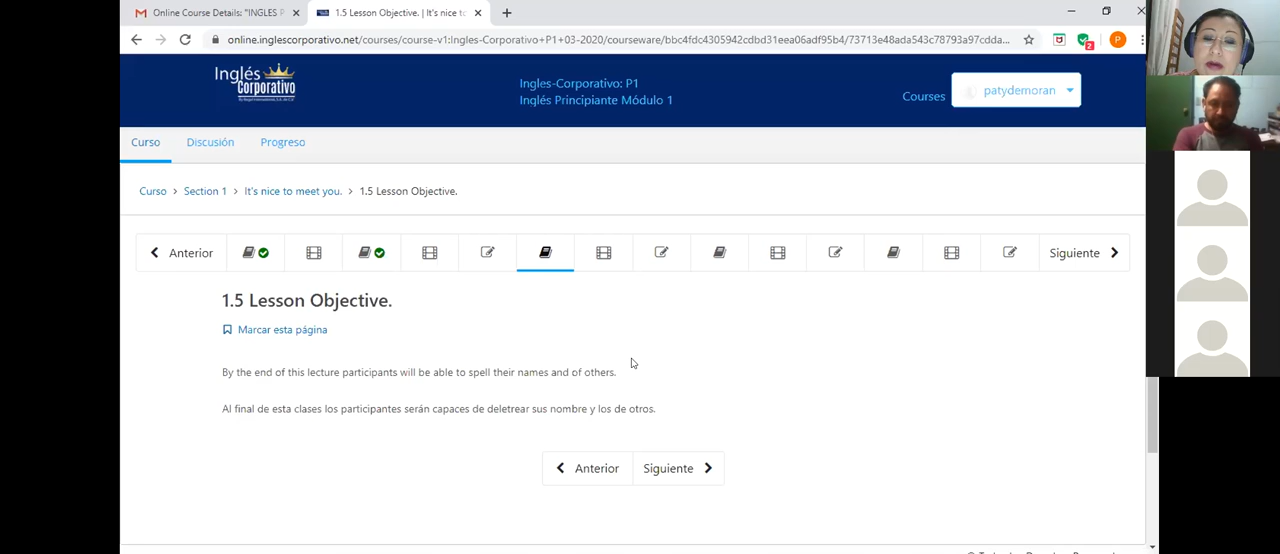 Online Course Details: "INGLES P
1.5 Lesson Objective. | It's nice to
online.inglescorporativo.net/courses/course-v1:Ingles-Corporativo+P1+03-2020/courseware/bbc4fdc4305942cdbd31eea06adf95b4/73713e48ada543c78793a97cdda...
2
P
Inglés
Corporativo
Ingles-Corporativo: P1
Inglés Principiante Módulo 1
Courses
patydemoran
Curso
Discusión
Progreso
Curso > Section 1 > It's nice to meet you. > 1.5 Lesson Objective.
Anterior
Siguiente
1.5 Lesson Objective.
Marcar esta página
By the end of this lecture participants will be able to spell their names and of others.
Al final de esta clases los participantes serán capaces de deletrear sus nombre y los de otros.
Anterior
Siguiente